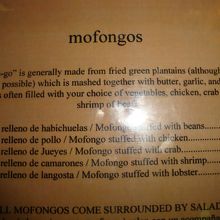 mofongos
-go" is generally made from fried green plantains (although
possible) which is mashed together with butter, garlic, and
s often filled with your choice of vegetables, chicken, crab
shrimp or beans.
relleno de habichuelas / Mofongo stuffed with beans
relleno de pollo / Mofongo stuffed with chicken
relleno de Jueyes / Mofongo stuffed with crab
relleno de camarones / Mofongo stuffed with shrimp
relleno de langosta / Mofongo stuffed with lobster
LL MOFONGOS COME SURROUNDED BY SALAD